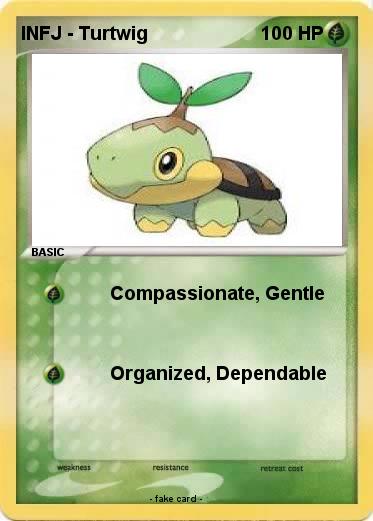 INFJ - Turtwig 100 HP
BASIC
Compassionate, Gentle
Organized, Dependable
weakness resistance retreat cost
- fake card -